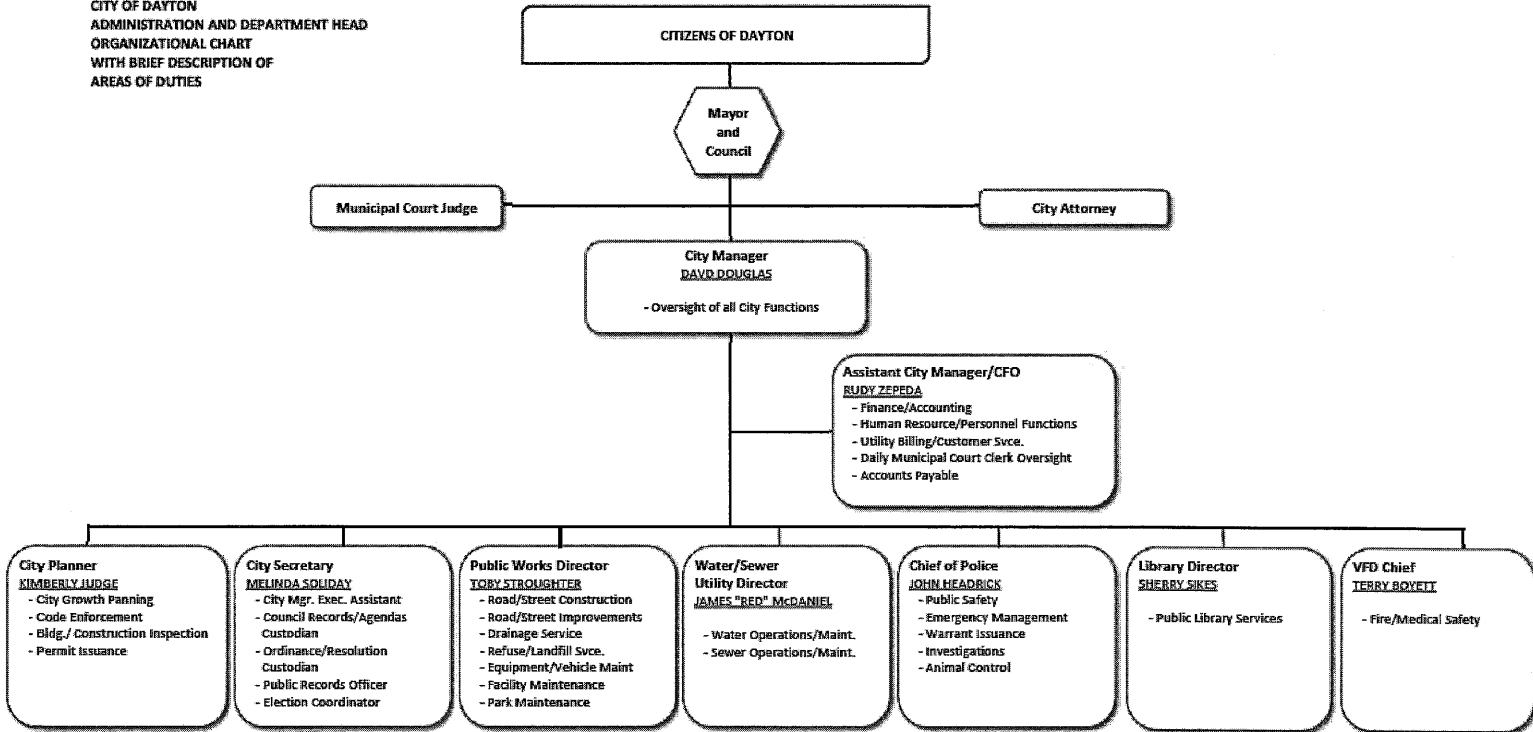 CITY OF DAYTON
ADMINISTRATION AND DEPARTMENT HEAD
ORGANIZATIONAL CHART
WITH BRIEF DESCRIPTION OF
AREAS OF DUTIES
CITIZENS OF DAYTON
Mayor
and
Council
Municipal Court Judge
City Attorney
City Manager
DAVD DOUGLAS
- Oversight of all City Functions
Assistant City Manager/CFO
RUDY ZEPEDA
- Finance/Accounting
- Human Resource/Personnel Functions
- Utility Billing/Customer Svce.
- Daily Municipal Court Clerk Oversight
- Accounts Payable
City Planner
KIMBERLY JUDGE
- City Growth Panning
- Code Enforcement
- Bldg./ Construction Inspection
- Permit Issuance
City Secretary
MELINDA SOLIDAY
- City Mgr. Exec. Assistant
- Council Records/Agendas
Custodian
- Ordinance/Resolution
Custodian
- Public Records Officer
- Election Coordinator
Public Works Director
TOBY STROUGHTER
- Road/Street Construction
- Road/Street Improvements
- Drainage Service
- Refuse/Landfill Svce.
- Equipment/Vehicle Maint
- Facility Maintenance
- Park Maintenance
Water/Sewer
Utility Director
JAMES "RED" McDANIEL
- Water Operations/Maint.
- Sewer Operations/Maint.
Chief of Police
JOHN HEADRICK
- Public Safety
- Emergency Management
- Warrant Issuance
- Investigations
- Animal Control
Library Director
SHERRY SIKES
- Public Library Services
VFD Chief
TERRY BOYETT
- Fire/Medical Safety